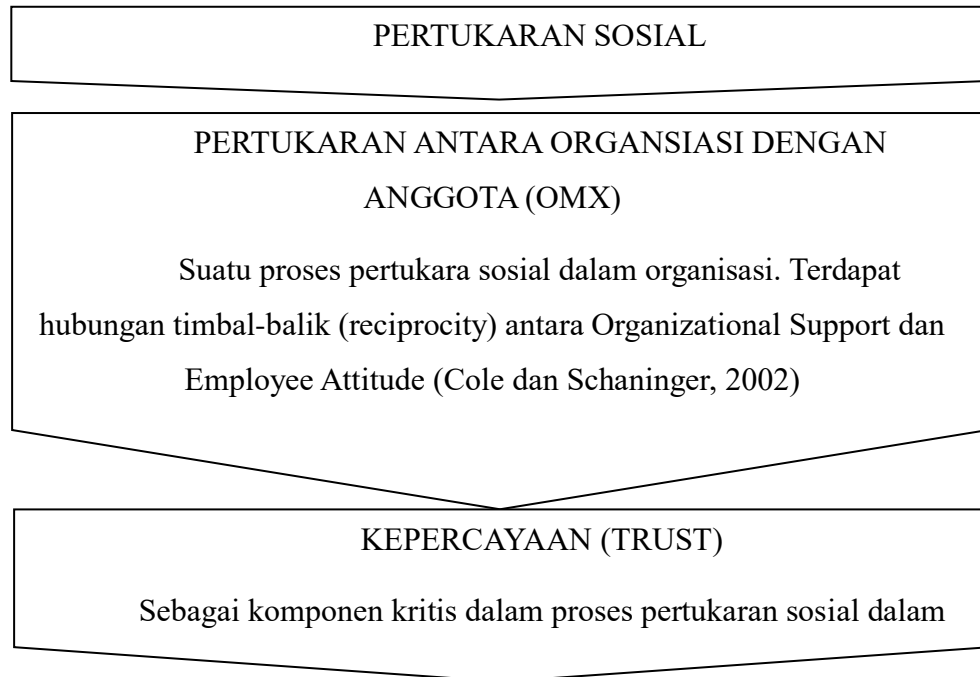 PERTUKARAN SOSIAL
PERTUKARAN ANTARA ORGANSIASI DENGAN
ANGGOTA (OMX)
Suatu proses pertukara sosial dalam organisasi. Terdapat
hubungan timbal-balik (reciprocity) antara Organizational Support dan
Employee Attitude (Cole dan Schaninger, 2002)
KEPERCAYAAN (TRUST)
Sebagai komponen kritis dalam proses pertukaran sosial dalam